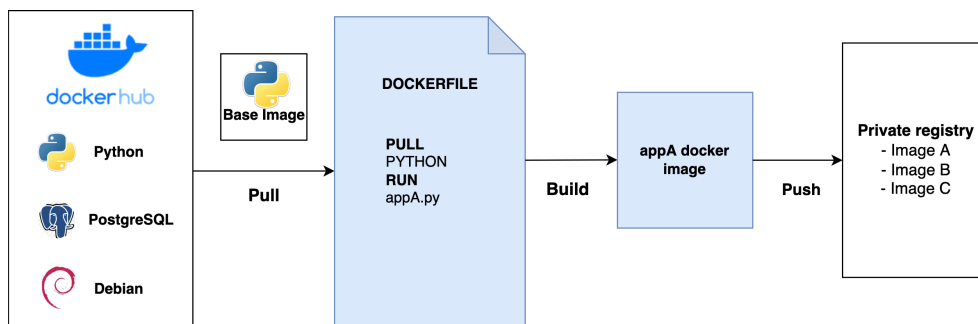 docker hub
Python
PostgreSQL
Debian
Base Image
Pull
DOCKERFILE
PULL
PYTHON
RUN
appA.py
Build
appA docker
image
Push
Private registry
- Image A
- Image B
- Image C